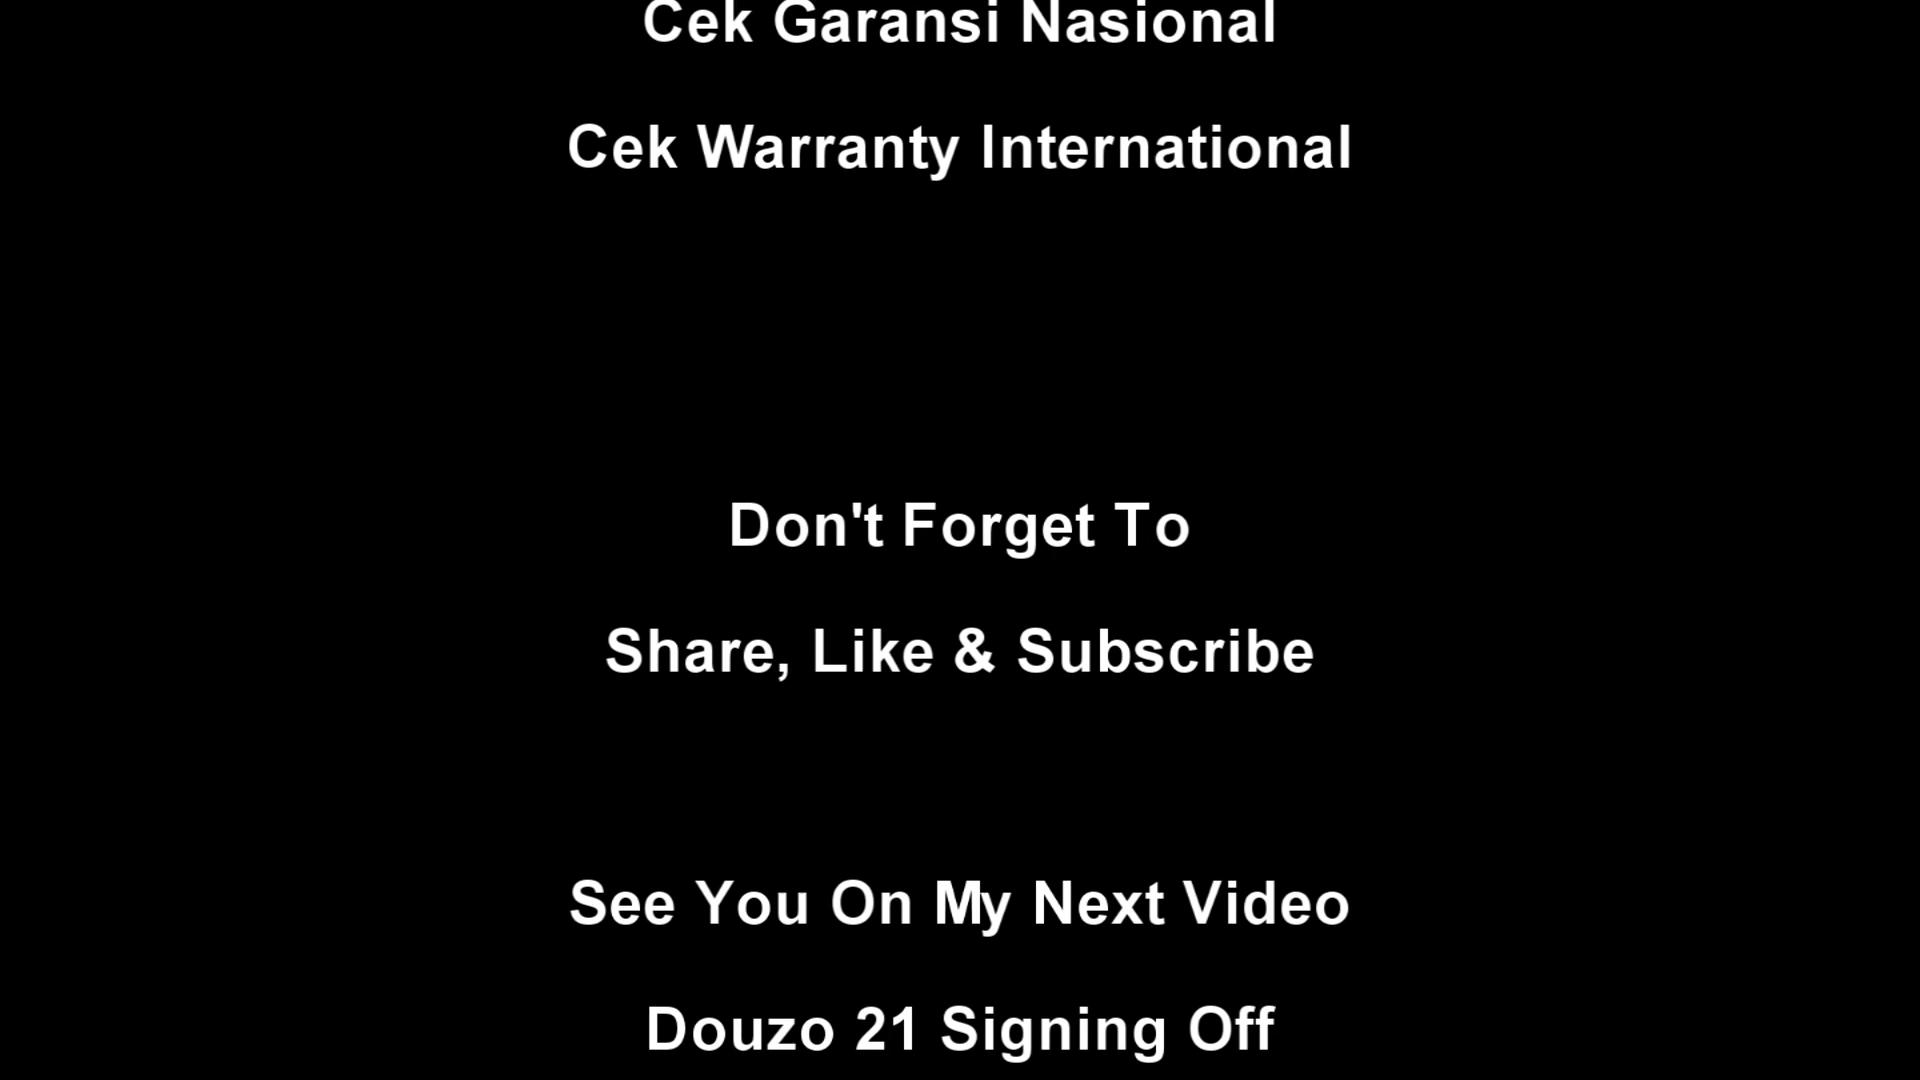 Cek Garansi Nasional
Cek Warranty International
Don't Forget To
Share, Like & Subscribe
See You On My Next Video
Douzo 21 Signing Off